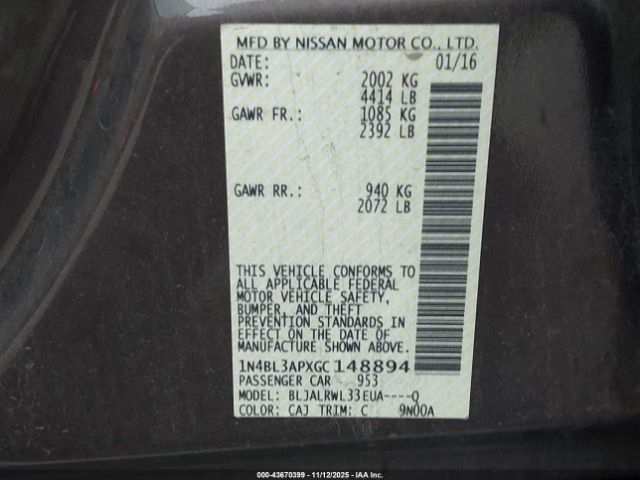 MFD BY NISSAN MOTOR CO., LTD.
DATE: 01/16
GVWR: 2002 KG
4414 LB
GAWR FR.: 1085 KG
2392 LB
GAWR RR.: 940 KG
2072 LB
THIS VEHICLE CONFORMS TO
ALL APPLICABLE FEDERAL
MOTOR VEHICLE SAFETY,
BUMPER, AND THEFT
PREVENTION STANDARDS IN
EFFECT ON THE DATE OF
MANUFACTURE SHOWN ABOVE.
1N4BL3APXGC 148894
PASSENGER CAR 953
MODEL: BLJALRWL33EUA----Q
COLOR: CAJ TRIM: C 9N00A
000-43670399 - 11/12/2025 - IAA Inc.